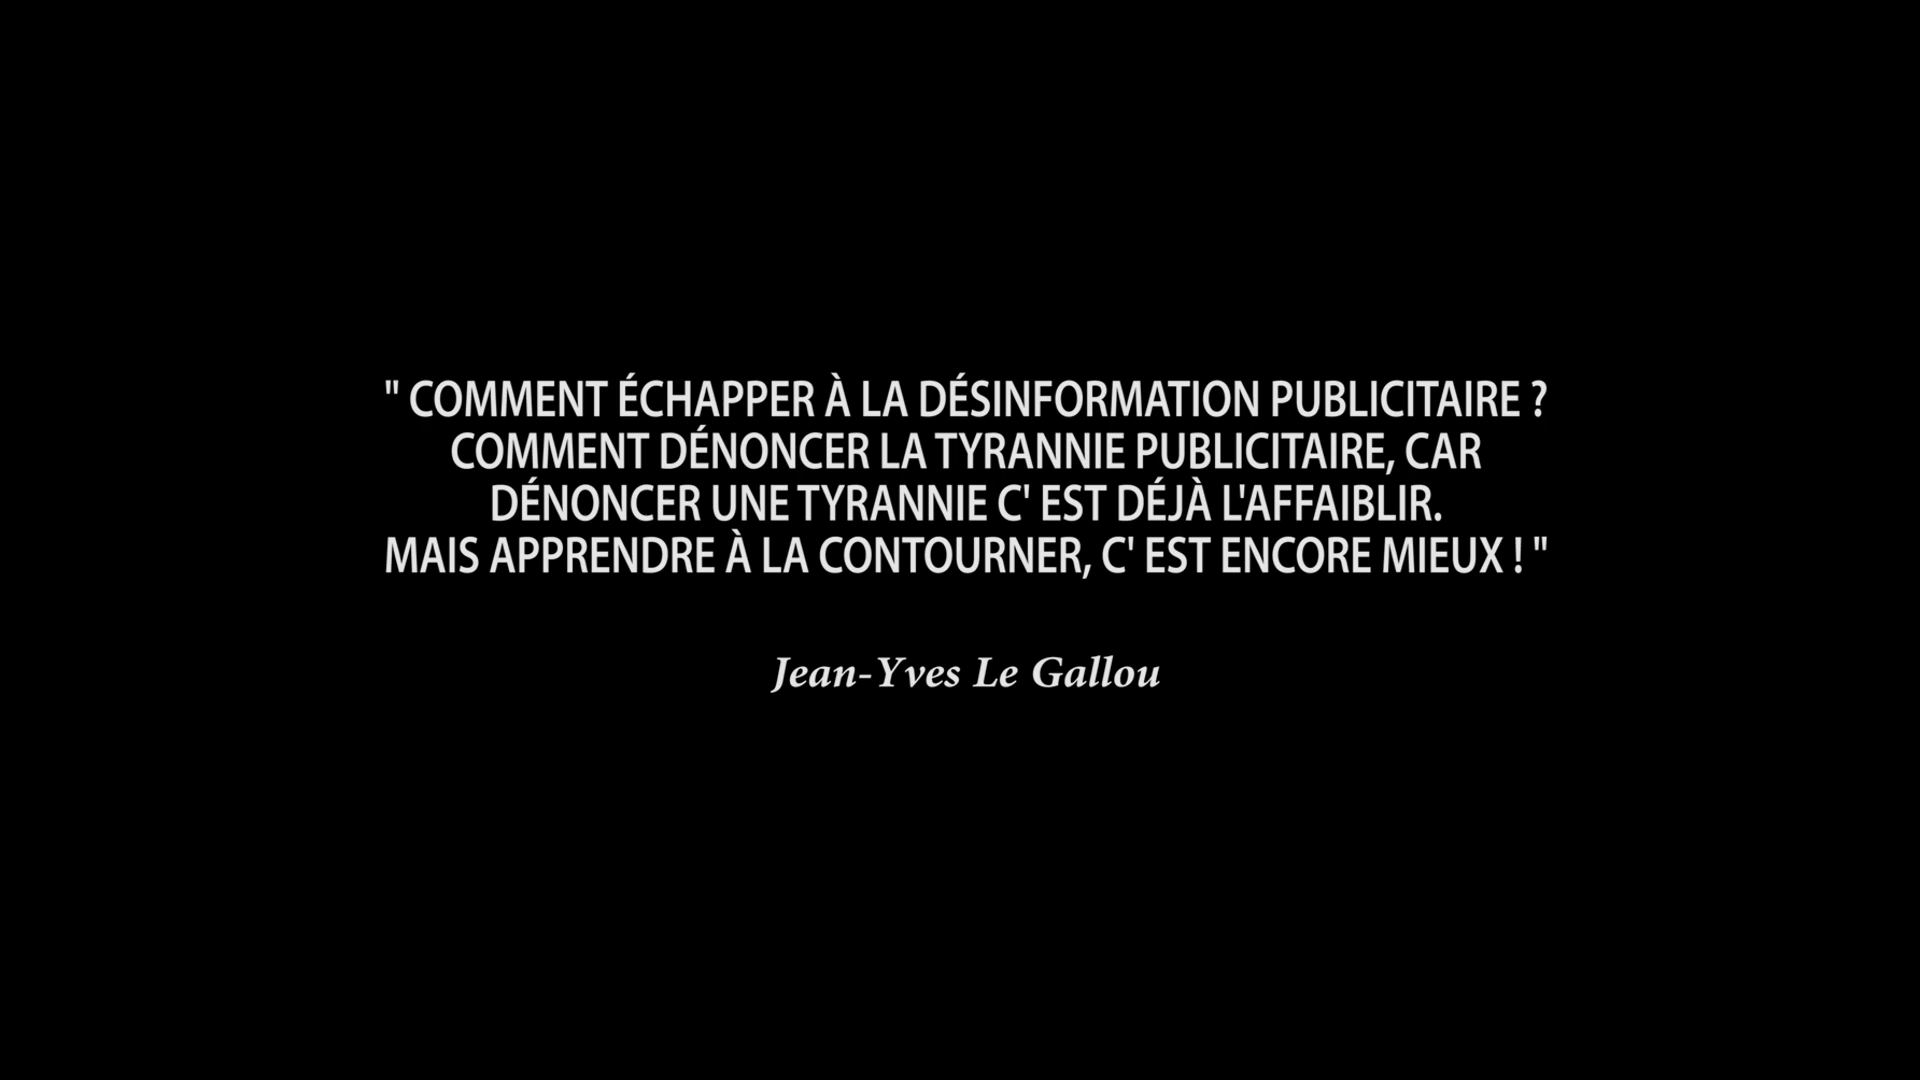 " COMMENT ÉCHAPPER À LA DÉSINFORMATION PUBLICITAIRE ?
COMMENT DÉNONCER LA TYRANNIE PUBLICITAIRE, CAR
DÉNONCER UNE TYRANNIE C' EST DÉJÀ L'AFFAIBLIR.
MAIS APPRENDRE À LA CONTOURNER, C' EST ENCORE MIEUX ! "
Jean-Yves Le Gallou